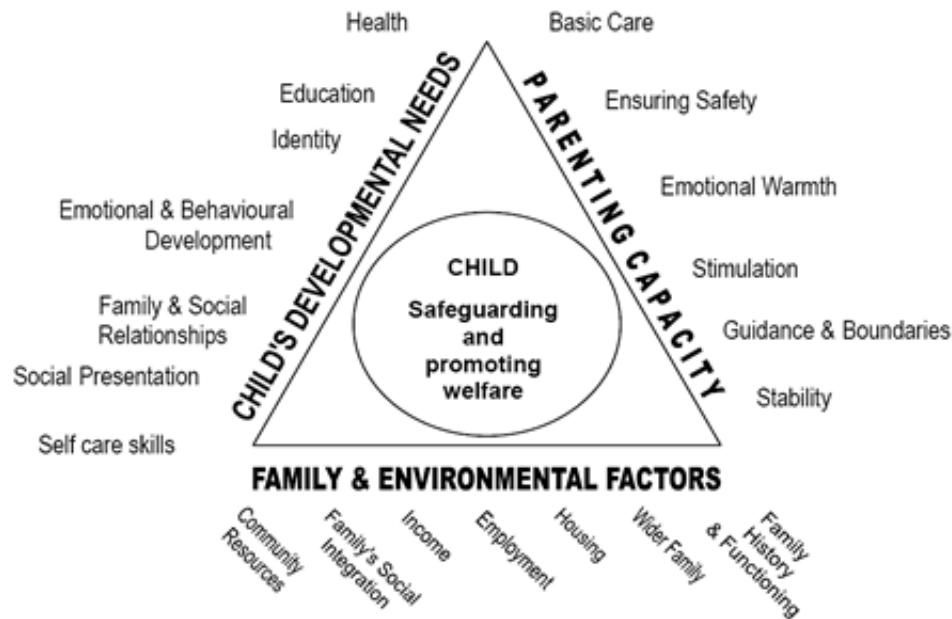 Health
Education
Identity
Emotional & Behavioural
Development
Family & Social
Relationships
Social Presentation
Self care skills
CHILD'S DEVELOPMENTAL NEEDS
CHILD
Safeguarding
and
promoting
welfare
PARENTING CAPACITY
Basic Care
Ensuring Safety
Emotional Warmth
Stimulation
Guidance & Boundaries
Stability
FAMILY & ENVIRONMENTAL FACTORS
Community
Resources
Family's Social
Integration
Income
Employment
Housing
Wider Family
Family
History
& Functioning